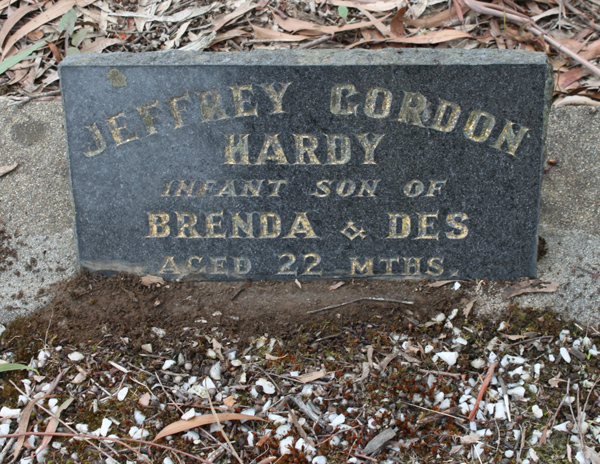 JEFFREY GORDON
HARDY
INFANT SON OF
BRENDA & DES
AGED 22 MTHS.